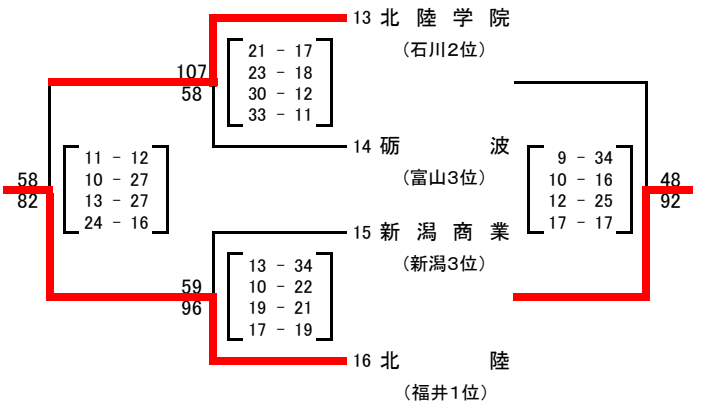 13 北陸学院
(石川2位)
107
58
21 - 17
23 - 18
30 - 12
33 - 11
14 砺波
(富山3位)
58
82
11 - 12
10 - 27
13 - 27
24 - 16
9 - 34
10 - 16
12 - 25
17 - 17
48
92
15 新潟商業
(新潟3位)
59
96
13 - 34
10 - 22
19 - 21
17 - 19
16 北陸
(福井1位)